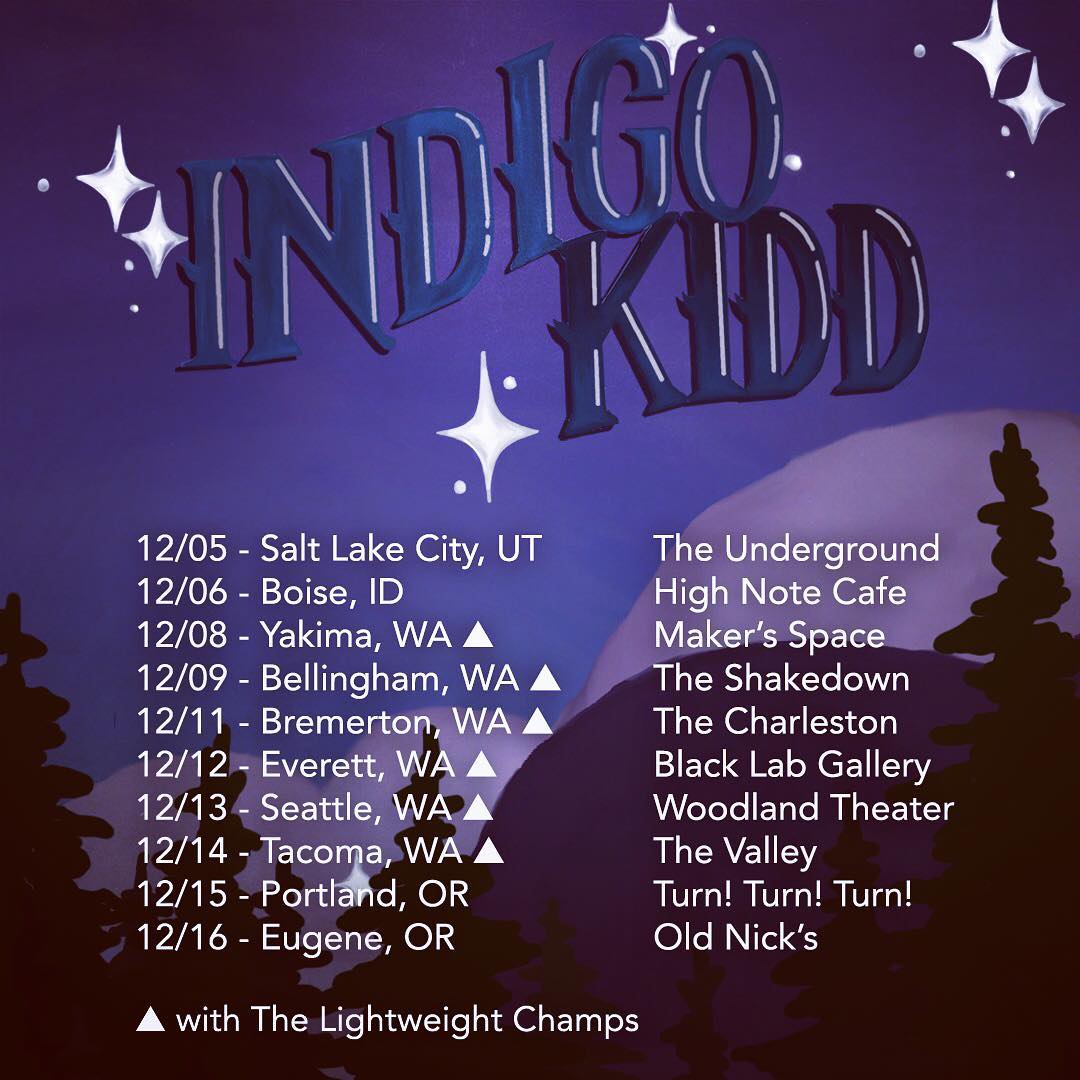 INDIGO
KIDD
12/05 - Salt Lake City, UT The Underground
12/06 - Boise, ID High Note Cafe
12/08 - Yakima, WA ▲ Maker’s Space
12/09 - Bellingham, WA ▲ The Shakedown
12/11 - Bremerton, WA ▲ The Charleston
12/12 - Everett, WA ▲ Black Lab Gallery
12/13 - Seattle, WA ▲ Woodland Theater
12/14 - Tacoma, WA ▲ The Valley
12/15 - Portland, OR Turn! Turn! Turn!
12/16 - Eugene, OR Old Nick’s
▲ with The Lightweight Champs